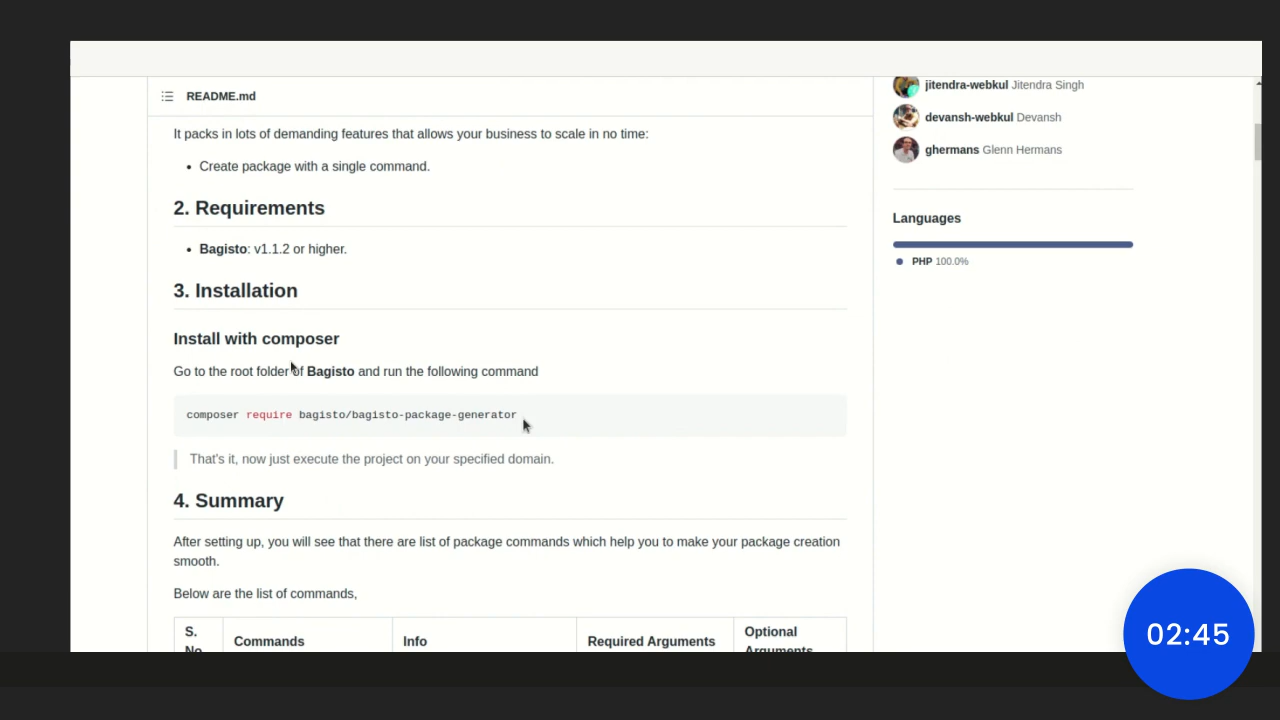 README.md
It packs in lots of demanding features that allows your business to scale in no time:
Create package with a single command.
2. Requirements
Bagisto: v1.1.2 or higher.
3. Installation
Install with composer
Go to the root folder of Bagisto and run the following command
composer require bagisto/bagisto-package-generator
That's it, now just execute the project on your specified domain.
4. Summary
After setting up, you will see that there are list of package commands which help you to make your package creation
smooth.
Below are the list of commands,
S.
No
Commands
Info
Required Arguments
Optional
Arguments
jitendra-webkul Jitendra Singh
devansh-webkul Devansh
ghermans Glenn Hermans
Languages
PHP 100.0%
02:45